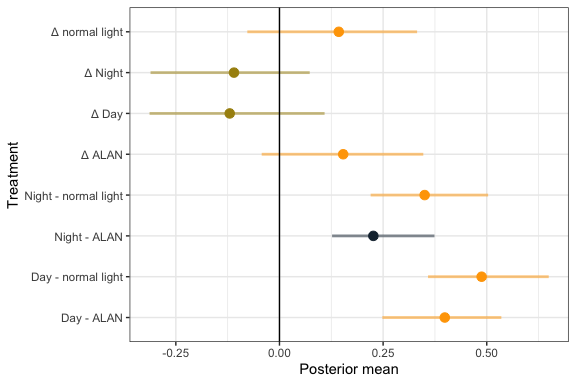 Treatment
Δ normal light
Δ Night
Δ Day
Δ ALAN
Night - normal light
Night - ALAN
Day - normal light
Day - ALAN
-0.25 0.00 0.25 0.50
Posterior mean